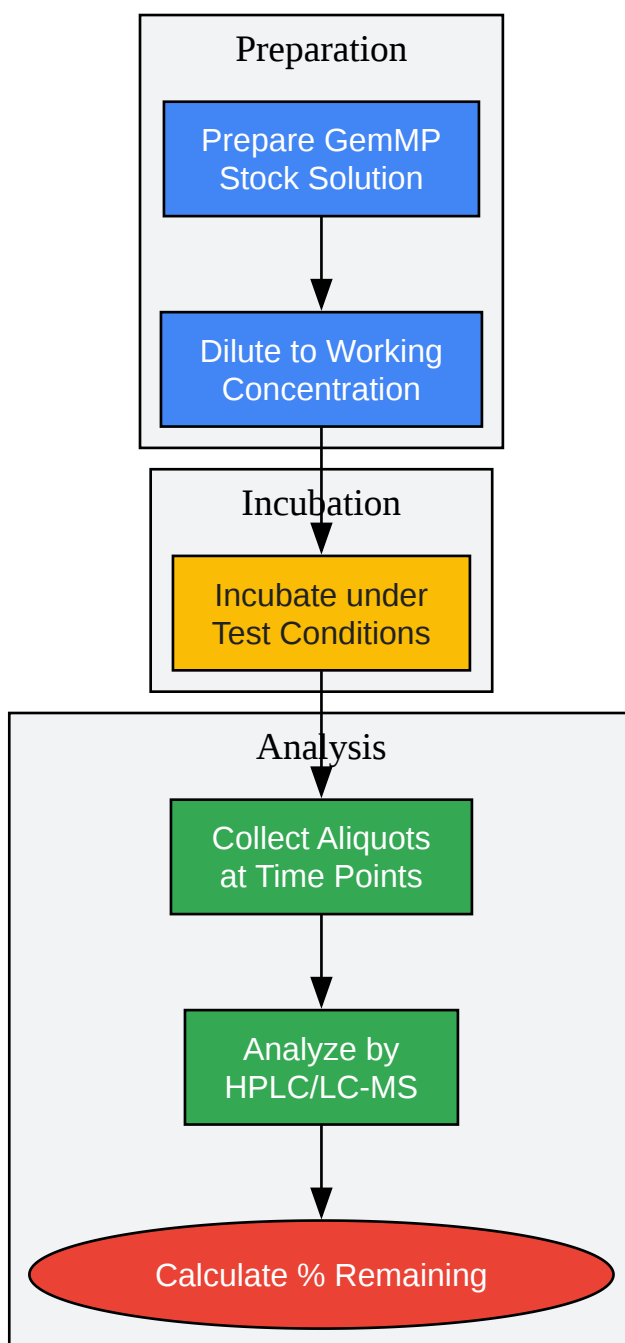 Preparation
Prepare GemMP
Stock Solution
Dilute to Working
Concentration
Incubation
Incubate under
Test Conditions
Analysis
Collect Aliquots
at Time Points
Analyze by
HPLC/LC-MS
Calculate % Remaining